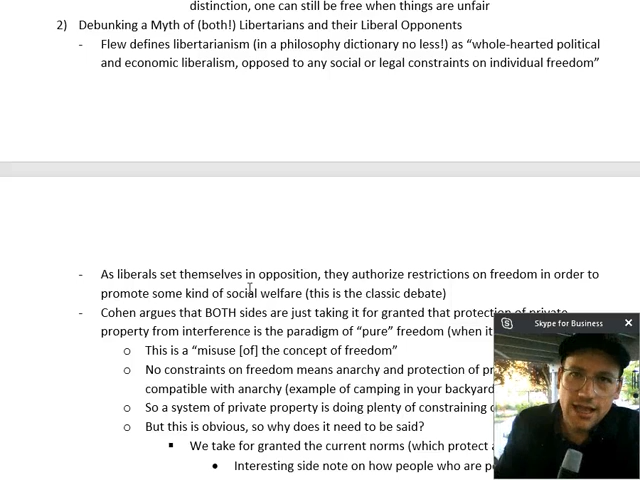 distinction, one can still be free when things are unfair
2) Debunking a Myth of (both!) Libertarians and their Liberal Opponents
- Flew defines libertarianism (in a philosophy dictionary no less!) as “whole-hearted political
and economic liberalism, opposed to any social or legal constraints on individual freedom”
- As liberals set themselves in opposition, they authorize restrictions on freedom in order to
promote some kind of social welfare (this is the classic debate)
- Cohen argues that BOTH sides are just taking it for granted that protection of private
property from interference is the paradigm of “pure” freedom (when it
Skype for Business
o This is a “misuse [of] the concept of freedom”
o No constraints on freedom means anarchy and protection of pr
compatible with anarchy (example of camping in your backyard
o So a system of private property is doing plenty of constraining
o But this is obvious, so why does it need to be said?
▪ We take for granted the current norms (which protect
• Interesting side note on how people who are